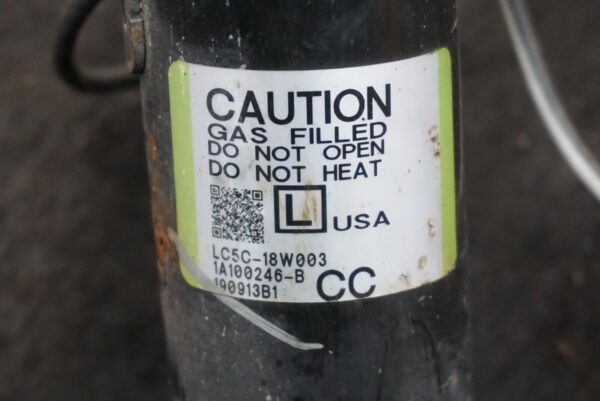 CAUTION
GAS FILLED
DO NOT OPEN
DO NOT HEAT
L USA
LC5C-18W003
1A100246-B
190913B1 CC